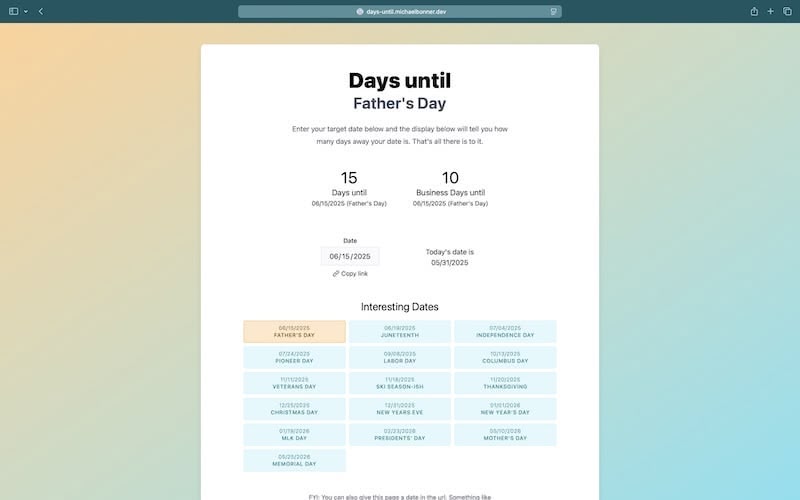 days-until.michaelbonner.dev
Days until
Father's Day
Enter your target date below and the display below will tell you how
many days away your date is. That's all there is to it.
15
Days until
06/15/2025 (Father's Day)
10
Business Days until
06/15/2025 (Father's Day)
Date
06/15/2025
Copy link
Today's date is
05/31/2025
Interesting Dates
06/15/2025
FATHER'S DAY
06/19/2025
JUNETEENTH
07/04/2025
INDEPENDENCE DAY
07/24/2025
PIONEER DAY
09/08/2025
LABOR DAY
10/13/2025
COLUMBUS DAY
11/11/2025
VETERANS DAY
11/18/2025
SKI SEASON-ISH
11/20/2025
THANKSGIVING
12/25/2025
CHRISTMAS DAY
12/31/2025
NEW YEARS EVE
01/01/2026
NEW YEAR'S DAY
01/19/2026
MLK DAY
02/23/2026
PRESIDENTS' DAY
05/10/2026
MOTHER'S DAY
05/25/2026
MEMORIAL DAY
FYI: You can also give this page a date in the url. Something like